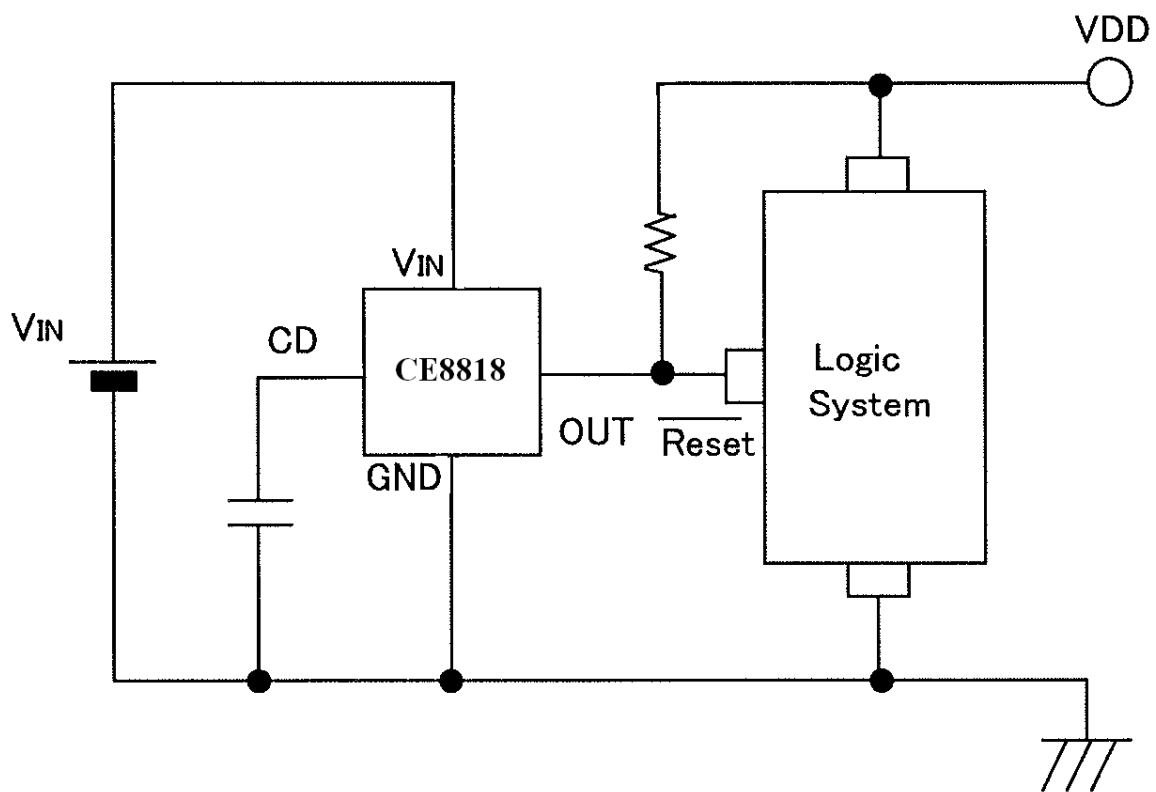 VDD
VIN
VIN
CD
CE8818
Logic
System
OUT
Reset
GND